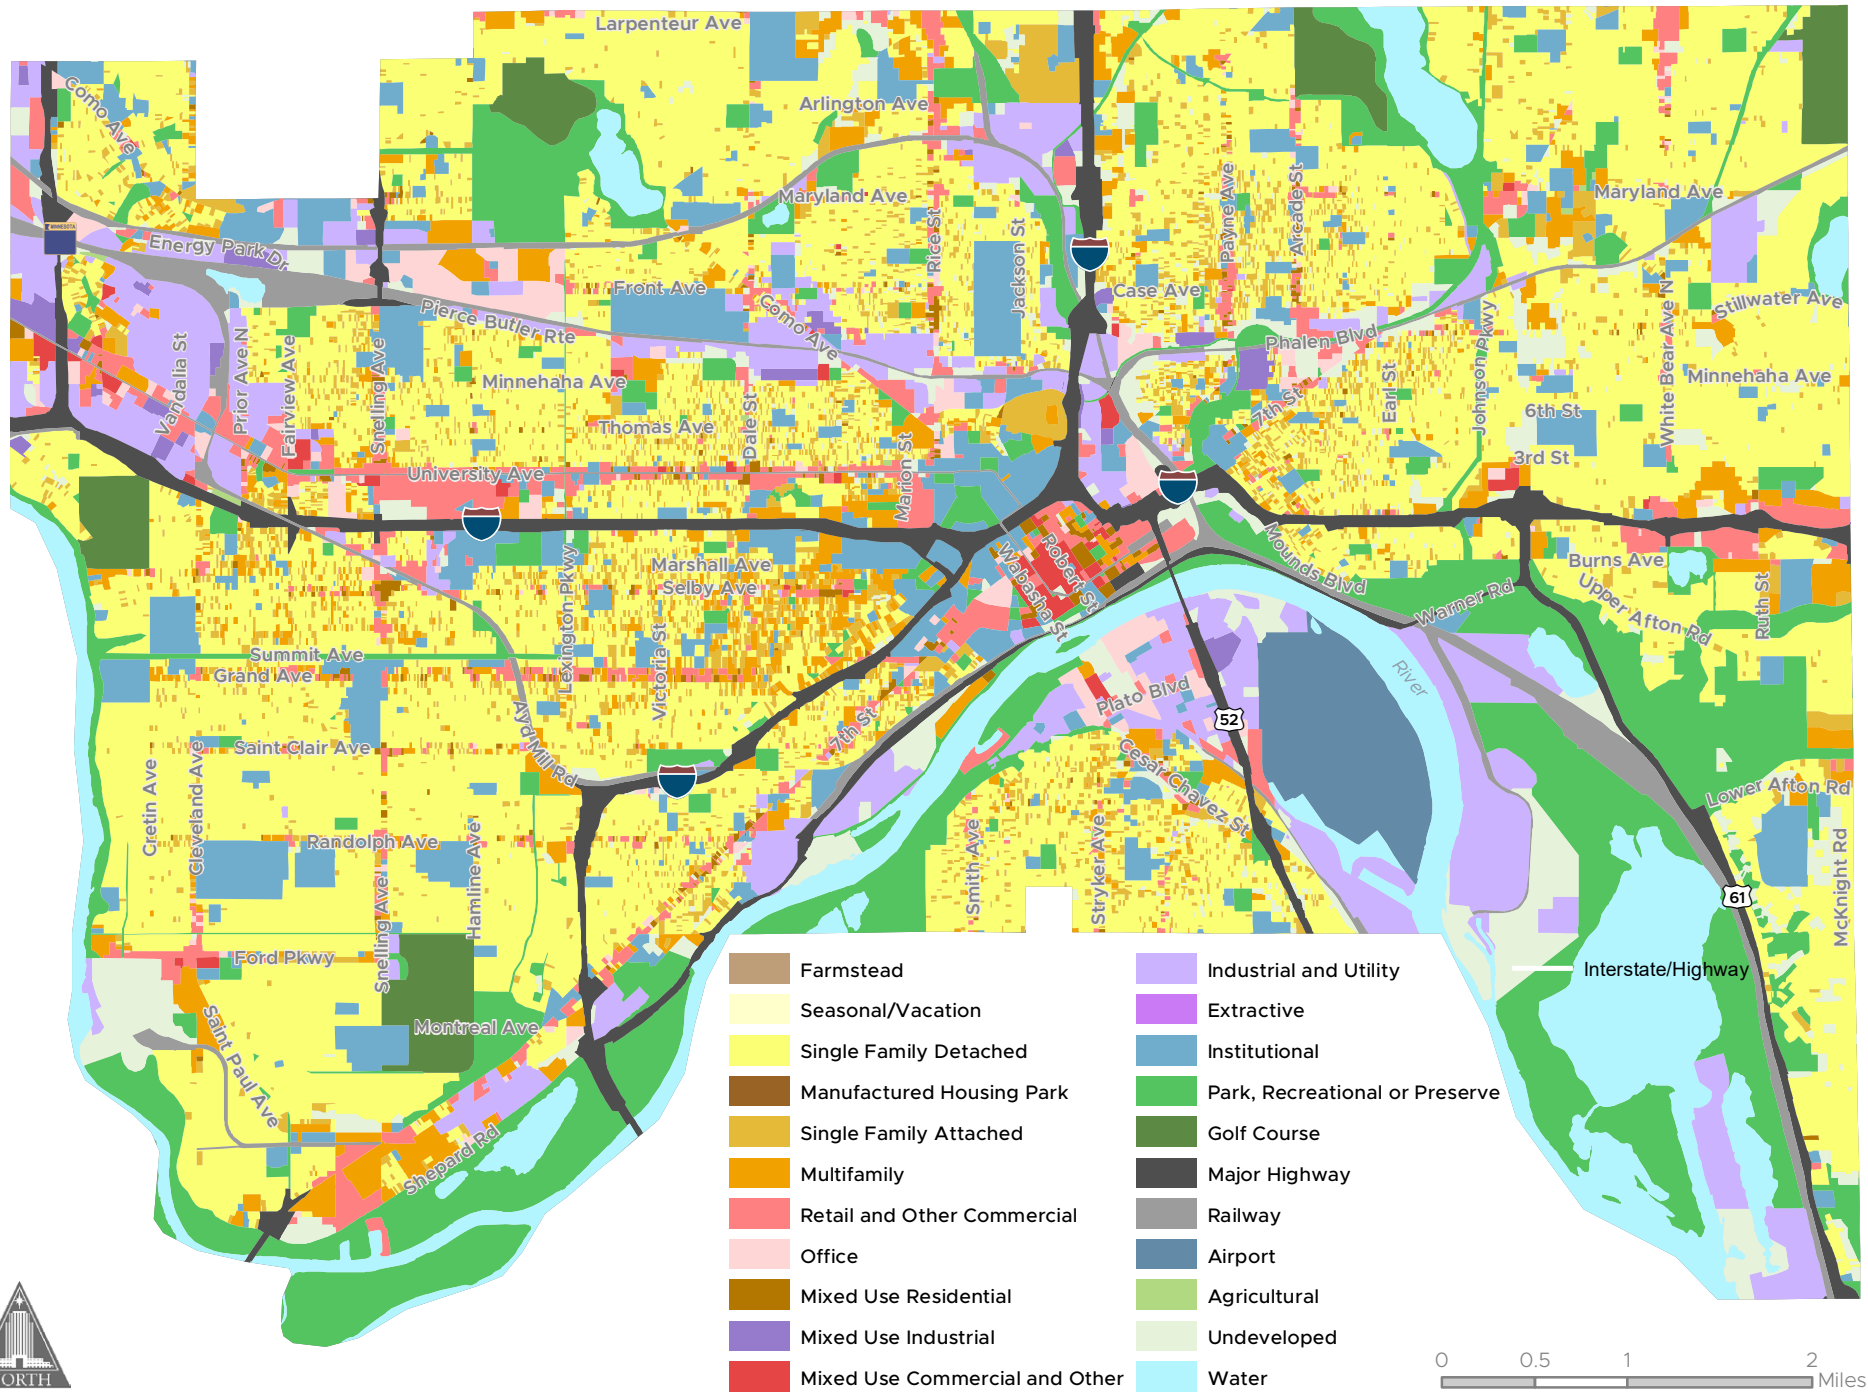 Larpenteur Ave
Como Ave
Arlington Ave
Maryland Ave
Maryland Ave
Payne Ave
Arcade St
Rice St
Jackson St
MINNESOTA
Energy Park Dr
Front Ave
Case Ave
Pierce Butler Rte
Como Ave
Stillwater Ave
White Bear Ave N
Phalen Blvd
Johnson Pkwy
Vandalia St
Prior Ave N
Fairview Ave
Snelling Ave
Minnehaha Ave
Minnehaha Ave
Earl St
7th St
6th St
Dale St
Thomas Ave
Marion St
3rd St
University Ave
Robert St
Wabasha St
Mounds Blvd
Lexington Pkwy
Marshall Ave
Selby Ave
Burns Ave
Upper Afton Rd
Ruth St
Warner Rd
Summit Ave
Grand Ave
Victoria St
River
Plato Blvd
52
Ayd Mill Rd
7th St
Saint Clair Ave
Cesar Chavez St
Cretin Ave
Cleveland Ave
Lower Afton Rd
Randolph Ave
Hamline Ave
Smith Ave
Stryker Ave
McKnight Rd
61
Snelling Ave
Ford Pkwy
Interstate/Highway
Saint Paul Ave
Montreal Ave
Shepard Rd
Farmstead
Seasonal/Vacation
Single Family Detached
Manufactured Housing Park
Single Family Attached
Multifamily
Retail and Other Commercial
Office
Mixed Use Residential
Mixed Use Industrial
Mixed Use Commercial and Other
Industrial and Utility
Extractive
Institutional
Park, Recreational or Preserve
Golf Course
Major Highway
Railway
Airport
Agricultural
Undeveloped
Water
ORTH
0 0.5 1 2
Miles